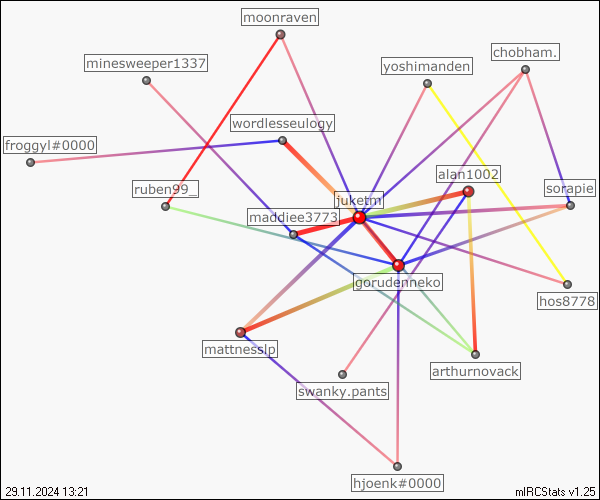 moonraven
chobham.
minesweeper1337
yoshimanden
wordlesseulogy
froggyl#0000
alan1002
ruben99_
sorapie
juketm
maddiee3773
gorudenneko
hos8778
mattnesslp
arthurnovack
swanky.pants
hjoenk#0000
29.11.2024 13:21
mIRCStats v1.25